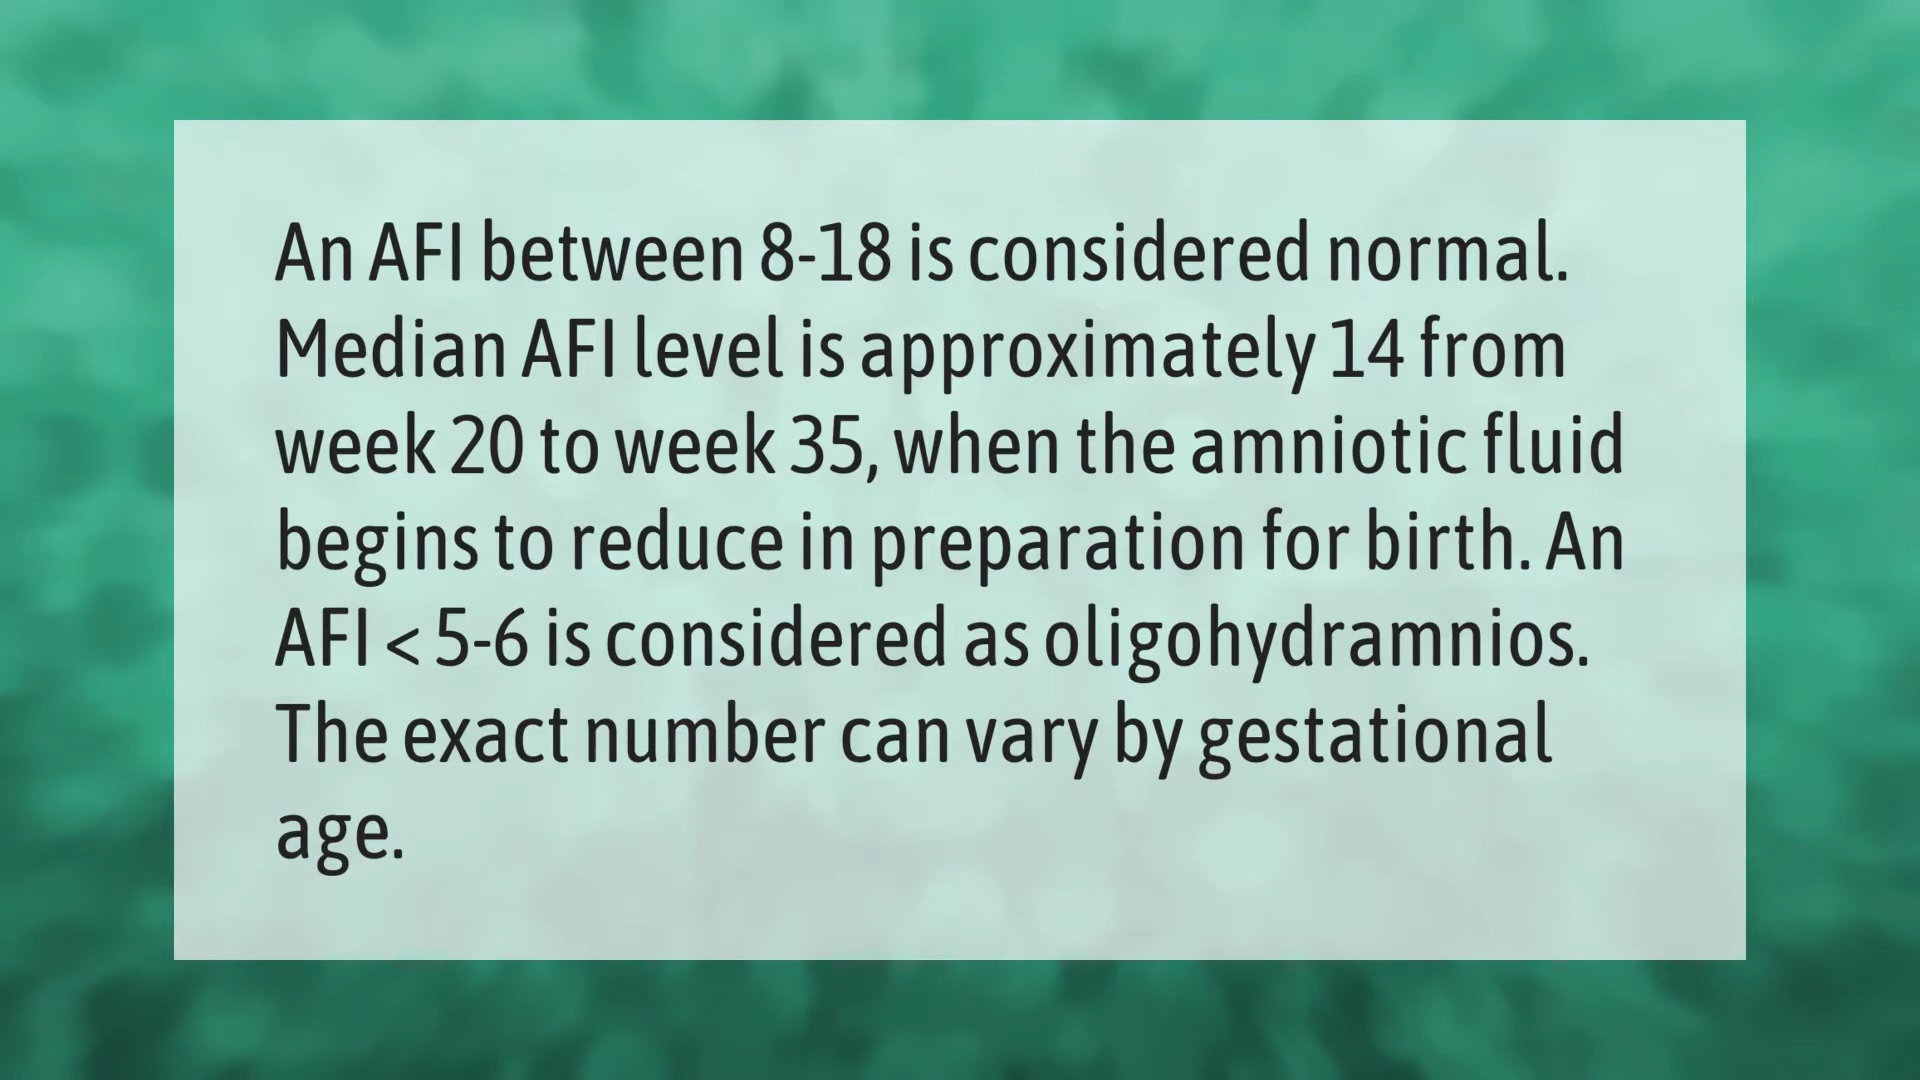 An AFI between 8-18 is considered normal.
Median AFI level is approximately 14 from
week 20 to week 35, when the amniotic fluid
begins to reduce in preparation for birth. An
AFI < 5-6 is considered as oligohydramnios.
The exact number can vary by gestational
age.